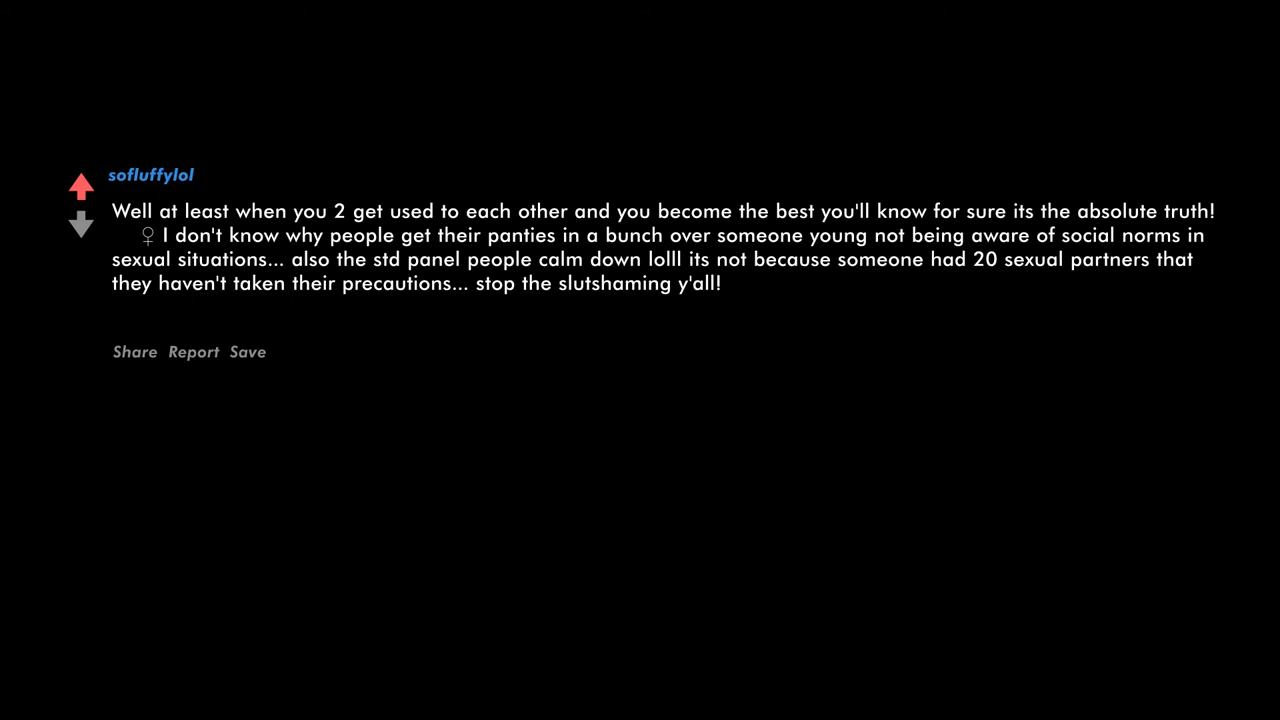 sofluffylol
Well at least when you 2 get used to each other and you become the best you'll know for sure its the absolute truth!
♀ I don't know why people get their panties in a bunch over someone young not being aware of social norms in
sexual situations... also the std panel people calm down lolll its not because someone had 20 sexual partners that
they haven't taken their precautions... stop the slutshaming y'all!
Share Report Save